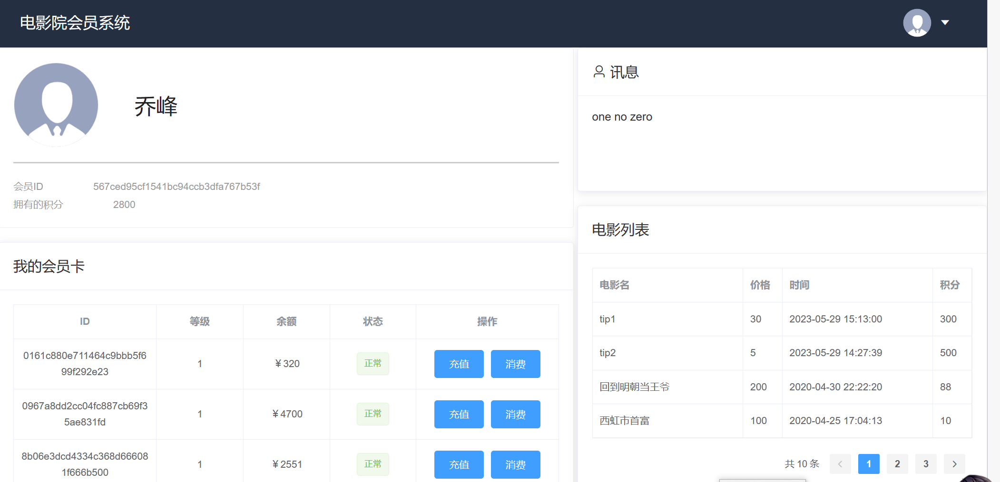 电影院会员系统
乔峰
会员ID 567ced95cf1541bc94ccb3dfa767b53f
拥有的积分 2800
我的会员卡
ID 等级 余额 状态 操作
0161c880e711464c9bbb5f6
99f292e23 1 ¥320 正常 充值 消费
0967a8dd2cc04fc887cb69f3
5ae831fd 1 ¥4700 正常 充值 消费
8b06e3dcd4334c368d66608
1f666b500 1 ¥2551 正常 充值 消费
讯息
one no zero
电影列表
电影名 价格 时间 积分
tip1 30 2023-05-29 15:13:00 300
tip2 5 2023-05-29 14:27:39 500
回到明朝当王爷 200 2020-04-30 22:22:20 88
西虹市首富 100 2020-04-25 17:04:13 10
共 10 条 1 2 3